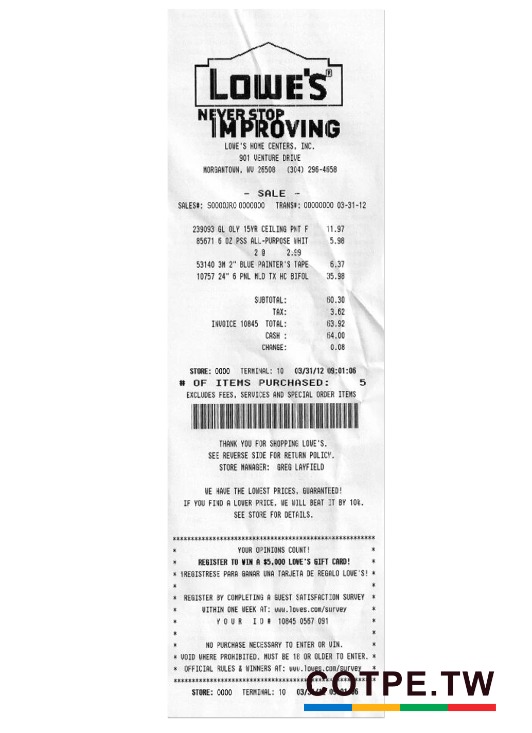 LOWE'S®
NEVER STOP
IMPROVING
LOWE'S HOME CENTERS, INC.
901 VENTURE DRIVE
MORGANTOWN, WV 26508 (304) 296-4658
- SALE -
SALES#: S0000JRO 0000000 TRANS#: 00000000 03-31-12
239093 GL OLY 15YR CEILING PNT F 11.97
85671 6 OZ PSS ALL-PURPOSE WHIT 5.98
2 @ 2.99
53140 3M 2" BLUE PAINTER'S TAPE 6.37
10757 24" 6 PNL MLD TX HC BIFOL 35.98
SUBTOTAL: 60.30
TAX: 3.62
INVOICE 10845 TOTAL: 63.92
CASH : 64.00
CHANGE: 0.08
STORE: 0000 TERMINAL: 10 03/31/12 09:01:06
# OF ITEMS PURCHASED: 5
EXCLUDES FEES, SERVICES AND SPECIAL ORDER ITEMS
THANK YOU FOR SHOPPING LOWE'S.
SEE REVERSE SIDE FOR RETURN POLICY.
STORE MANAGER: GREG LAYFIELD
WE HAVE THE LOWEST PRICES, GUARANTEED!
IF YOU FIND A LOWER PRICE, WE WILL BEAT IT BY 10%.
SEE STORE FOR DETAILS.
* YOUR OPINIONS COUNT! *
* REGISTER TO WIN A $5,000 LOWE'S GIFT CARD! *
* ¡REGISTRESE PARA GANAR UNA TARJETA DE REGALO LOWE'S! *
* REGISTER BY COMPLETING A GUEST SATISFACTION SURVEY *
* WITHIN ONE WEEK AT: www.lowes.com/survey *
* Y O U R I D # 10845 0567 091 *
* NO PURCHASE NECESSARY TO ENTER OR WIN. *
* VOID WHERE PROHIBITED. MUST BE 18 OR OLDER TO ENTER. *
* OFFICIAL RULES & WINNERS AT: www.lowes.com/survey *
STORE: 0000 TERMINAL: 10 03/31/12 09:01:06
COTPE.TW